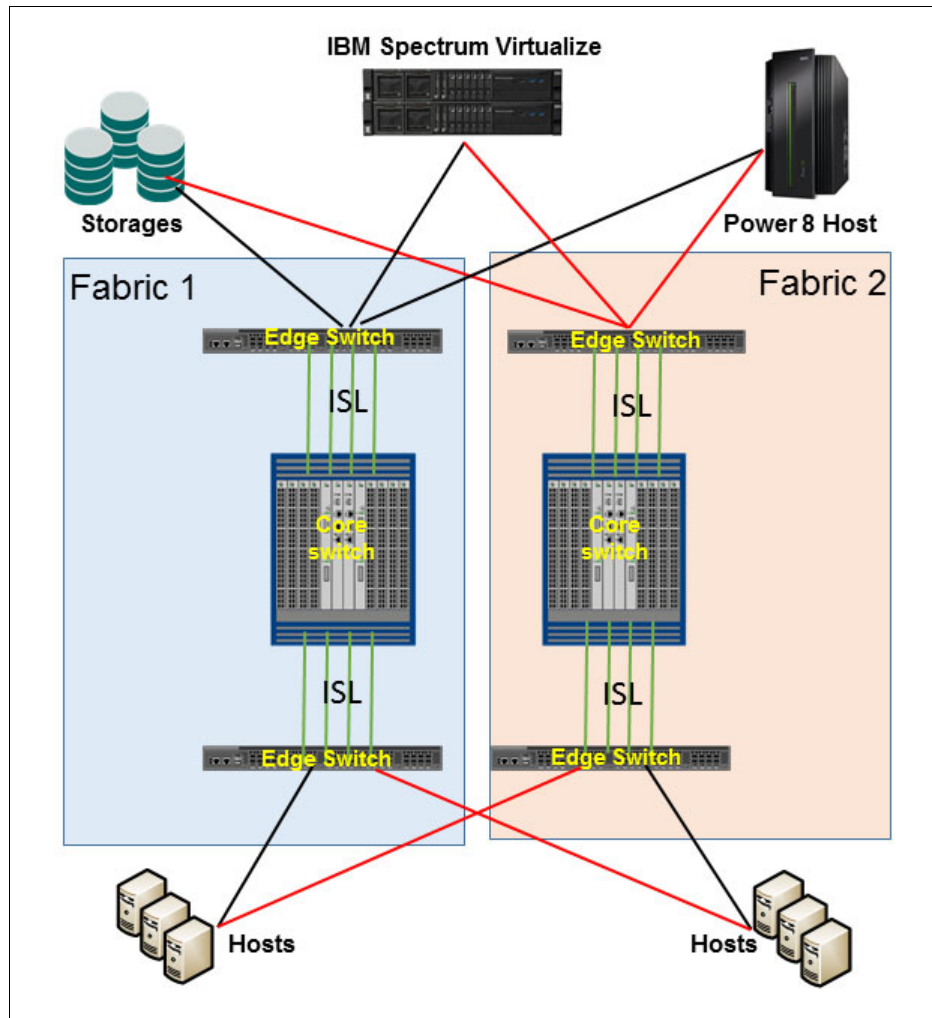 IBM Spectrum Virtualize
Storages
Power 8 Host
Fabric 1
Fabric 2
Edge Switch
Edge Switch
ISL
ISL
Core
switch
Core
switch
ISL
ISL
Edge Switch
Edge Switch
Hosts
Hosts